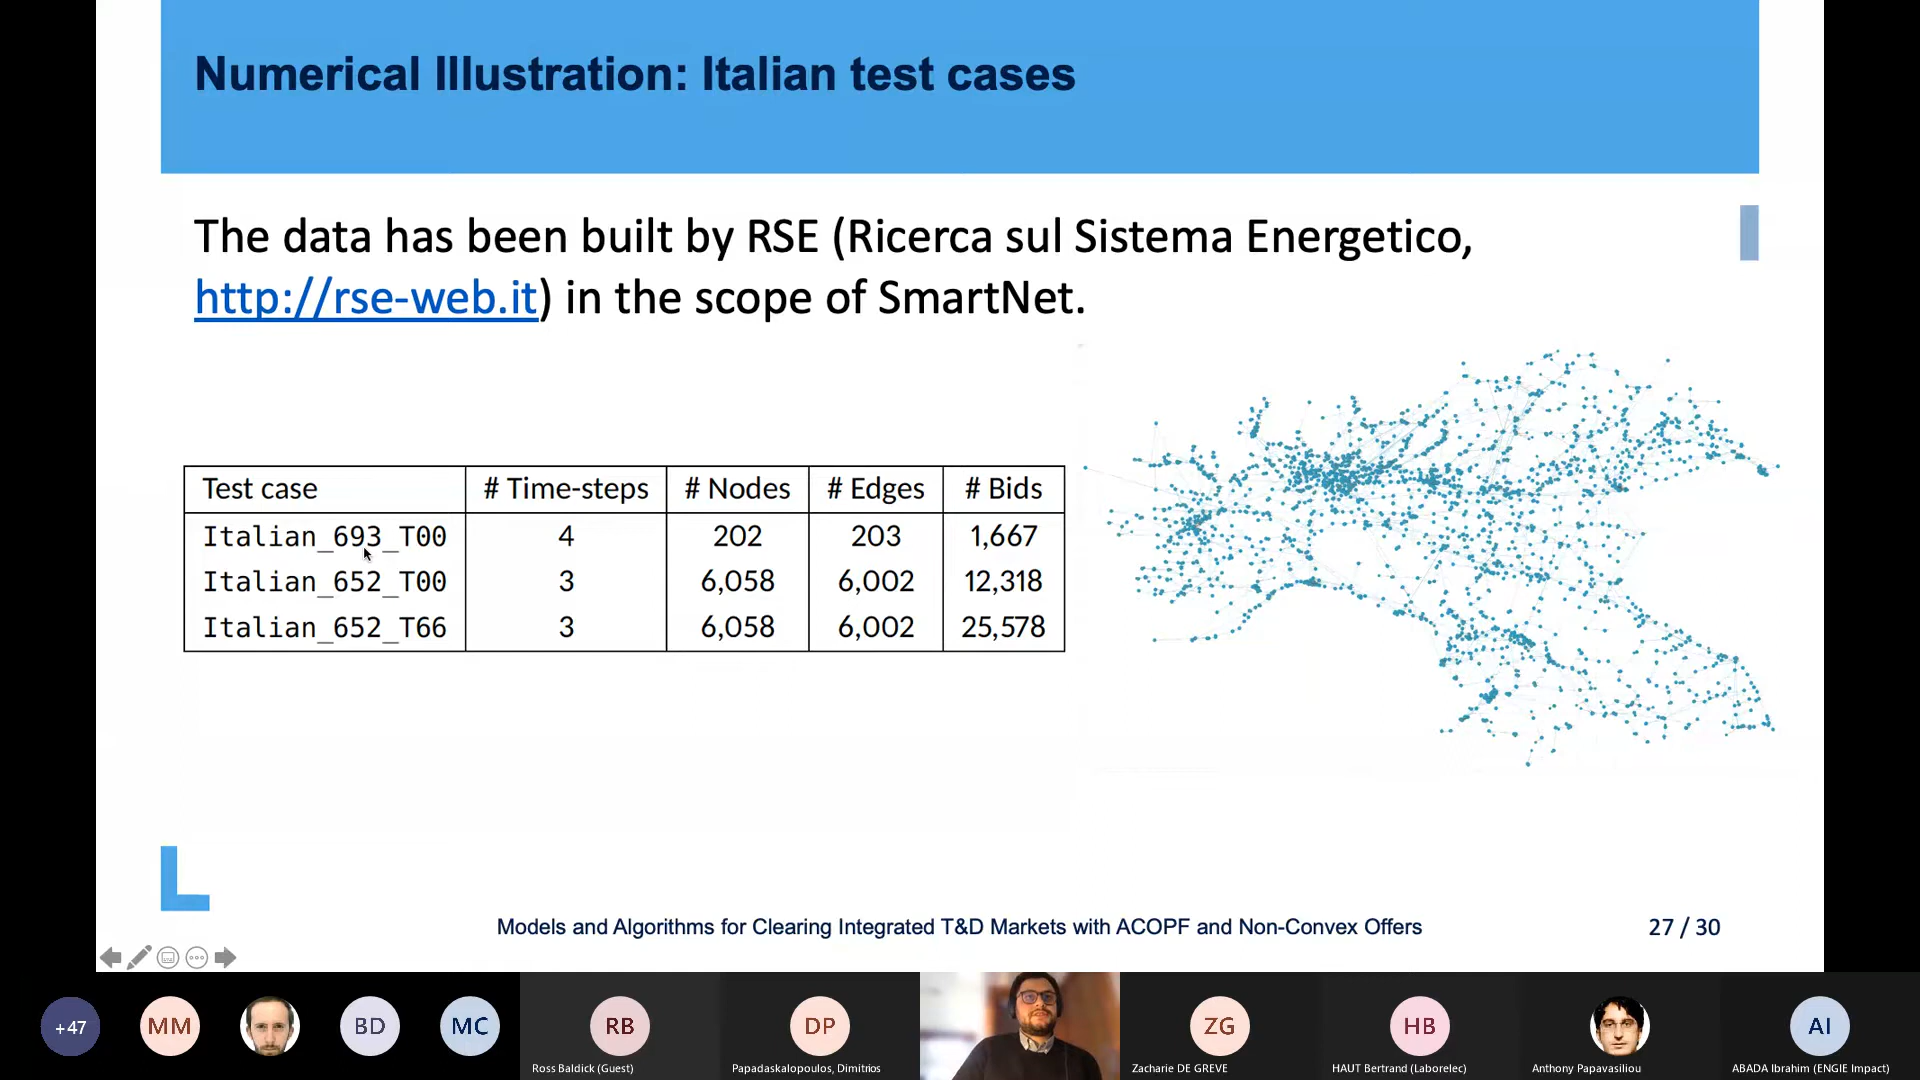 Numerical Illustration: Italian test cases
The data has been built by RSE (Ricerca sul Sistema Energetico,
http://rse-web.it) in the scope of SmartNet.
Test case # Time-steps # Nodes # Edges # Bids
Italian_693_T00 4 202 203 1,667
Italian_652_T00 3 6,058 6,002 12,318
Italian_652_T66 3 6,058 6,002 25,578
Models and Algorithms for Clearing Integrated T&D Markets with ACOPF and Non-Convex Offers 27 / 30
+47 MM BD MC RB DP ZG HB AI
Ross Baldick (Guest) Papadaskalopoulos, Dimitrios Zacharie DE GREVE HAUT Bertrand (Laborelec) Anthony Papavasiliou ABADA Ibrahim (ENGIE Impact)